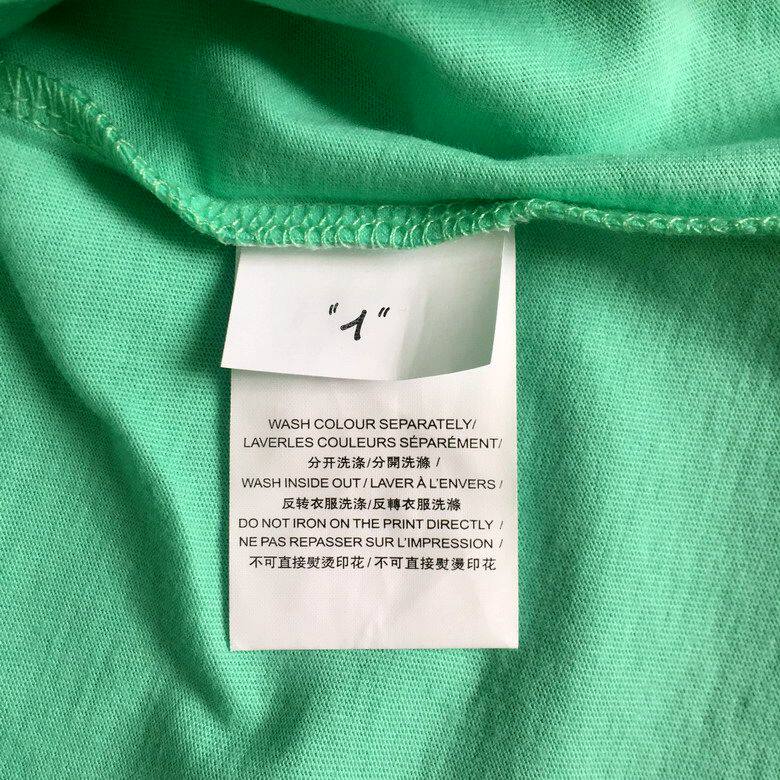 "1"
WASH COLOUR SEPARATELY/
LAVERLES COULEURS SÉPARÉMENT/
分开洗涤/分開洗滌 /
WASH INSIDE OUT / LAVER À L'ENVERS /
反转衣服洗涤/反轉衣服洗滌
DO NOT IRON ON THE PRINT DIRECTLY /
NE PAS REPASSER SUR L'IMPRESSION /
不可直接熨烫印花/不可直接熨燙印花